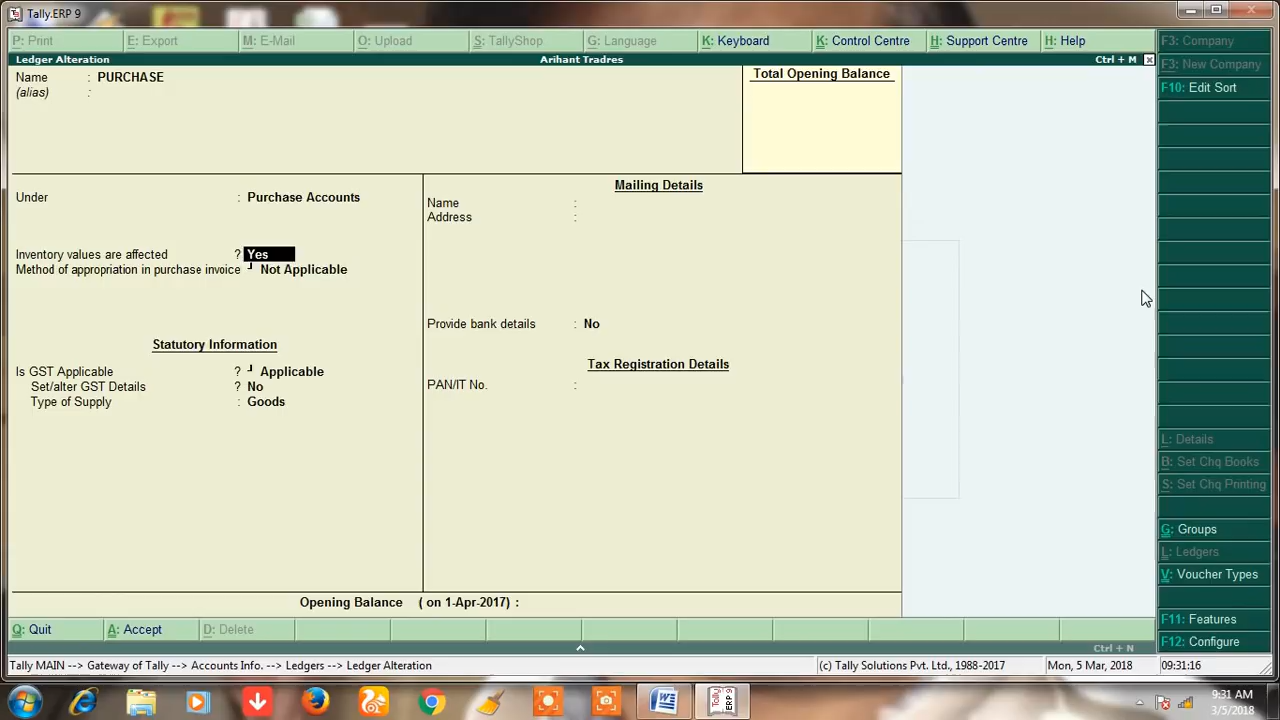 Tally.ERP 9
P: Print E: Export M: E-Mail O: Upload S: TallyShop G: Language K: Keyboard K: Control Centre H: Support Centre H: Help F3: Company
Ledger Alteration Arihant Tradres Ctrl + M F3: New Company
Name : PURCHASE Total Opening Balance
(alias) : F10: Edit Sort
Mailing Details
Under : Purchase Accounts
Name :
Address :
Inventory values are affected ? Yes
Method of appropriation in purchase invoice Not Applicable
Provide bank details : No
Statutory Information
Tax Registration Details
Is GST Applicable ? Applicable
Set/alter GST Details ? No PAN/IT No. :
Type of Supply : Goods
L: Details
B: Set Chq Books
S: Set Chq Printing
G: Groups
L: Ledgers
V: Voucher Types
Opening Balance ( on 1-Apr-2017) :
F11: Features
Q: Quit A: Accept D: Delete
F12: Configure
Ctrl + N
Tally MAIN --> Gateway of Tally --> Accounts Info. --> Ledgers --> Ledger Alteration (c) Tally Solutions Pvt. Ltd., 1988-2017 Mon, 5 Mar, 2018 09:31:16
9:31 AM
3/5/2018